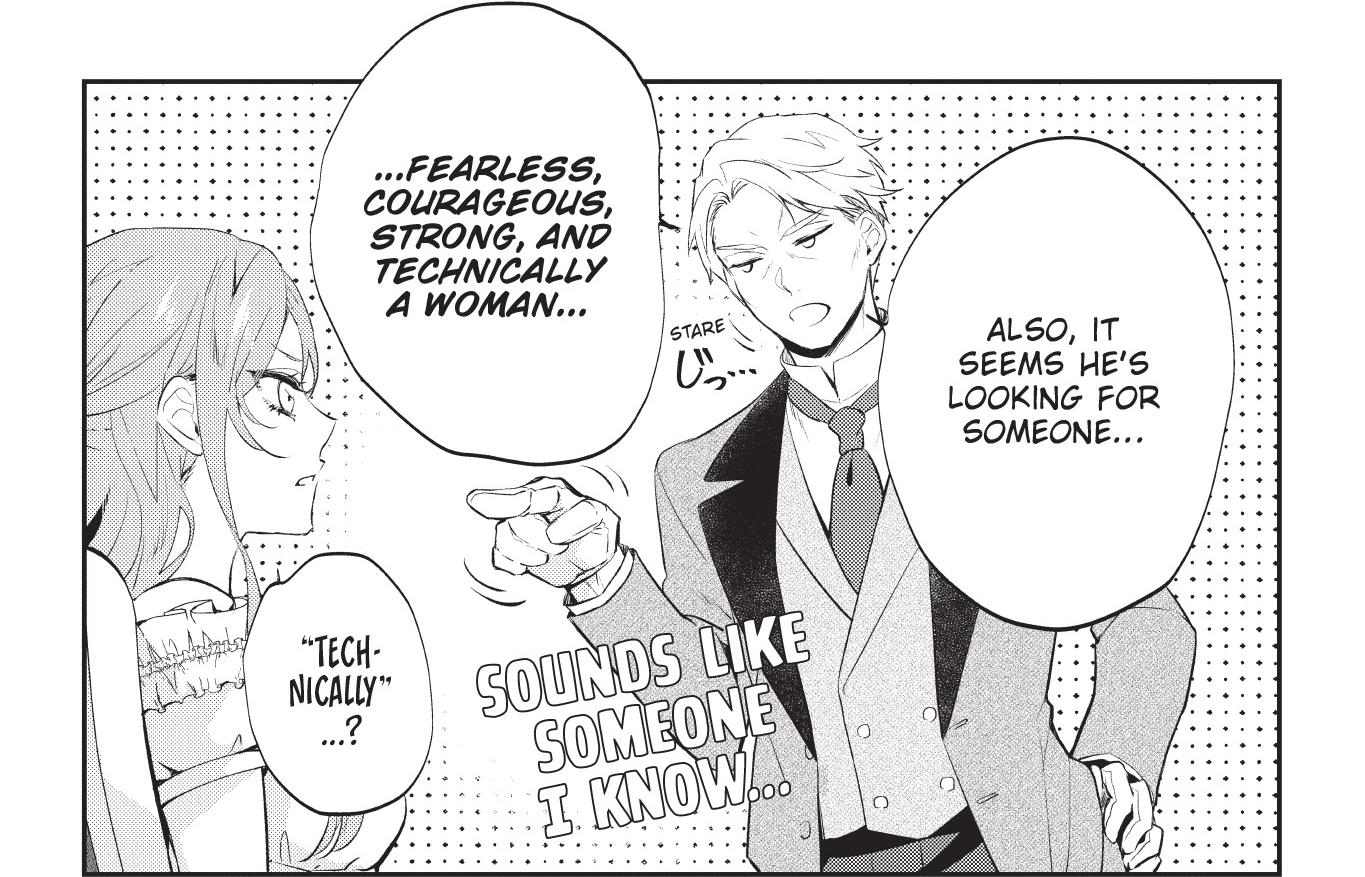 ALSO, IT
SEEMS HE'S
LOOKING FOR
SOMEONE...
...FEARLESS,
COURAGEOUS,
STRONG, AND
TECHNICALLY
A WOMAN...
STARE
じっ...
SOUNDS LIKE
SOMEONE
I KNOW...
"TECH-
NICALLY"
...?